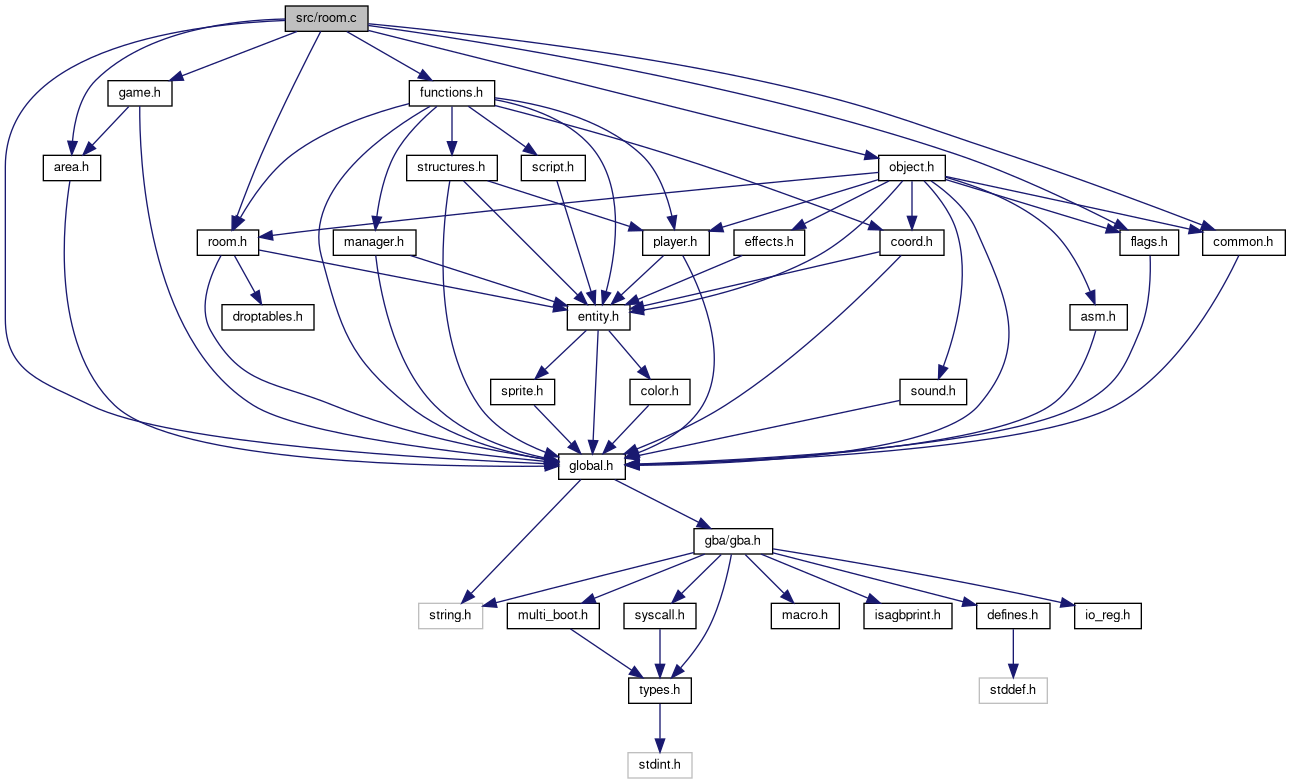 src/room.c
game.h
functions.h
area.h
structures.h
script.h
object.h
room.h
manager.h
player.h
effects.h
coord.h
flags.h
common.h
droptables.h
entity.h
asm.h
sprite.h
color.h
sound.h
global.h
gba/gba.h
string.h
multi_boot.h
syscall.h
macro.h
isagbprint.h
defines.h
io_reg.h
types.h
stddef.h
stdint.h